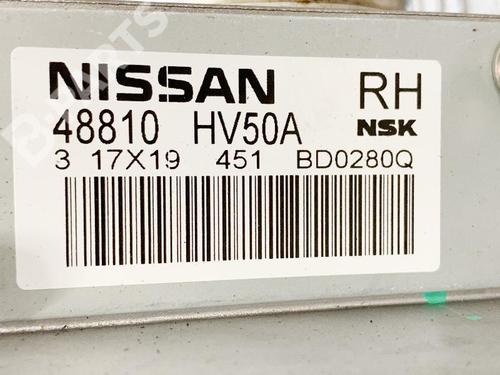 NISSAN RH
48810 HV50A NSK
3 17X19 451 BD0280Q